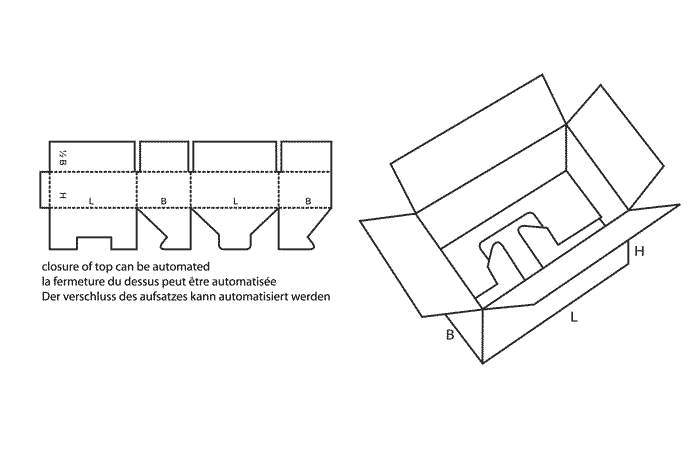 ½ B
H
L B L B
closure of top can be automated
la fermeture du dessus peut être automatisée
Der verschluss des aufsatzes kann automatisiert werden
H
L
B